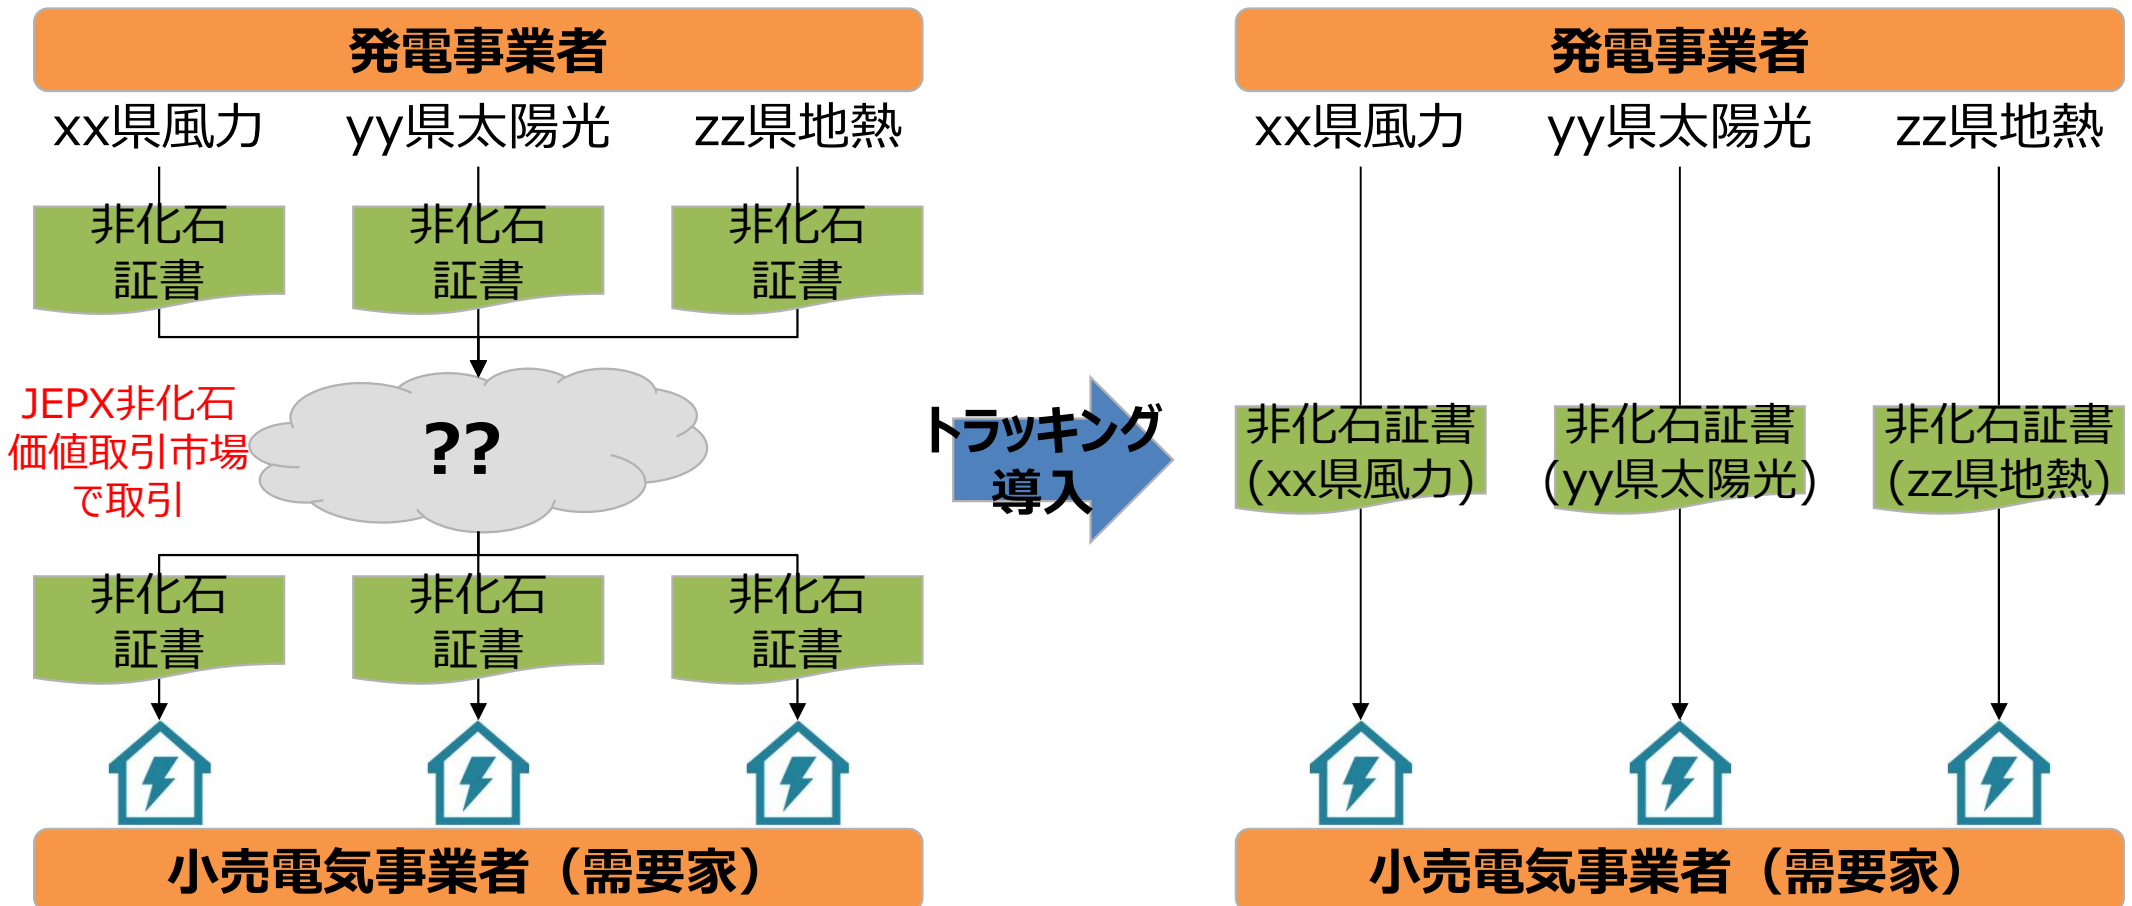 発電事業者
xx県風力
yy県太陽光
zz県地熱
非化石
証書
非化石
証書
非化石
証書
JEPX非化石
価値取引市場
で取引
??
非化石
証書
非化石
証書
非化石
証書
小売電気事業者（需要家）
トラッキング
導入
発電事業者
xx県風力
yy県太陽光
zz県地熱
非化石証書
(xx県風力)
非化石証書
(yy県太陽光)
非化石証書
(zz県地熱)
小売電気事業者（需要家）